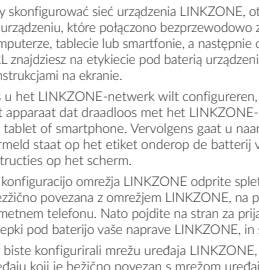 y skonfigurować sieć urządzenia LINKZONE,
urządzeniu, które połączono bezprzewodowo z
mputerze, tablecie lub smartfonie, a następnie
L znajdziesz na etykiecie pod baterią urządzeni
nstrukcjami na ekranie.
u het LINKZONE-netwerk wilt configureren,
t apparaat dat draadloos met het LINKZONE-
tablet of smartphone. Vervolgens gaat u naar
rmeld staat op het etiket onderop de batterij v
tructies op het scherm.
konfiguracijo omrežja LINKZONE odprite splet
ezžično povezana z omrežjem LINKZONE, na p
metnem telefonu. Nato pojdite na stran za prija
epki pod baterijo vaše naprave LINKZONE, in s
biste konfigurirali mrežu uređaja LINKZONE,
eđaju koji je bežično povezan s mrežom uređaj